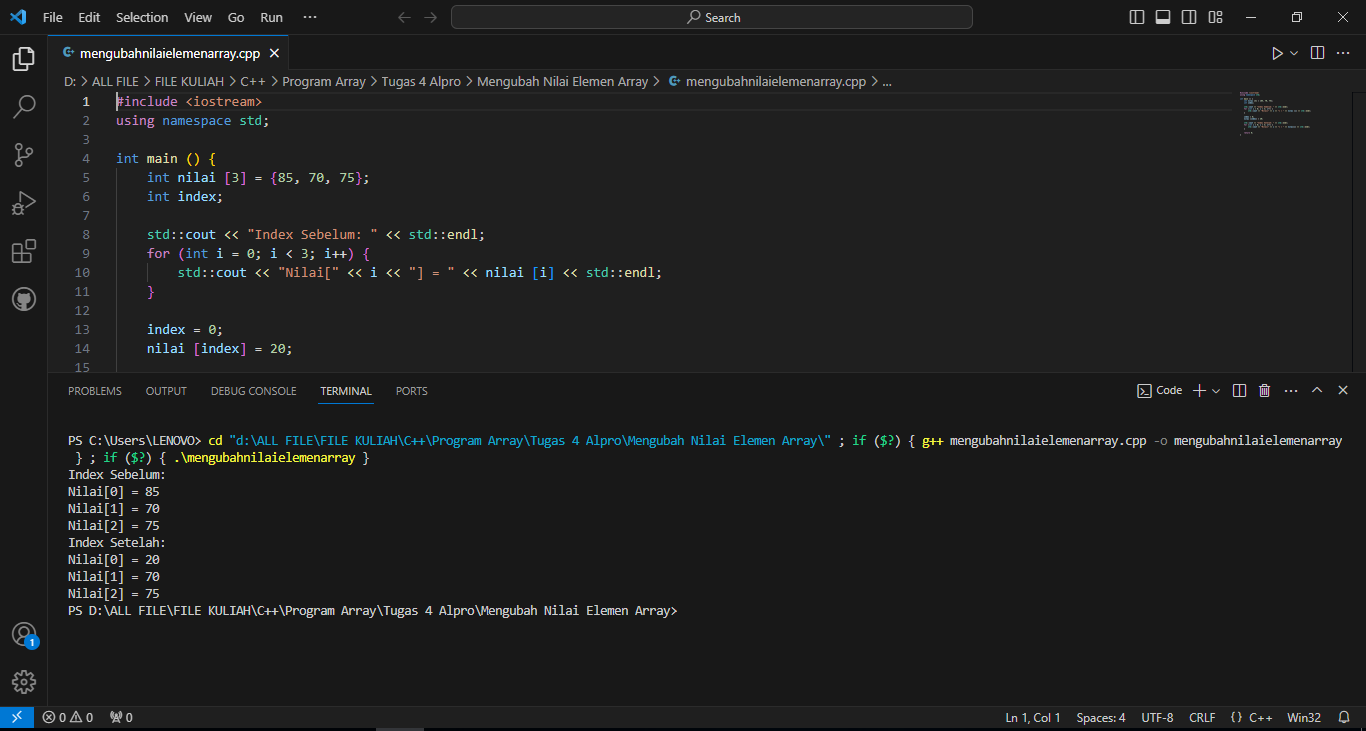 File Edit Selection View Go Run ··· Search
mengubahnilaielemenarray.cpp
D: > ALL FILE > FILE KULIAH > C++ > Program Array > Tugas 4 Alpro > Mengubah Nilai Elemen Array > mengubahnilaielemenarray.cpp > ...
1 #include <iostream>
2 using namespace std;
3
4 int main () {
5 int nilai [3] = {85, 70, 75};
6 int index;
7
8 std::cout << "Index Sebelum: " << std::endl;
9 for (int i = 0; i < 3; i++) {
10 std::cout << "Nilai[" << i << "] = " << nilai [i] << std::endl;
11 }
12
13 index = 0;
14 nilai [index] = 20;
15
PROBLEMS OUTPUT DEBUG CONSOLE TERMINAL PORTS Code
PS C:\Users\LENOVO> cd "d:\ALL FILE\FILE KULIAH\C++\Program Array\Tugas 4 Alpro\Mengubah Nilai Elemen Array\" ; if ($?) { g++ mengubahnilaielemenarray.cpp -o mengubahnilaielemenarray
} ; if ($?) { .\mengubahnilaielemenarray }
Index Sebelum:
Nilai[0] = 85
Nilai[1] = 70
Nilai[2] = 75
Index Setelah:
Nilai[0] = 20
Nilai[1] = 70
Nilai[2] = 75
PS D:\ALL FILE\FILE KULIAH\C++\Program Array\Tugas 4 Alpro\Mengubah Nilai Elemen Array>
1
0 0 0 Ln 1, Col 1 Spaces: 4 UTF-8 CRLF {} C++ Win32